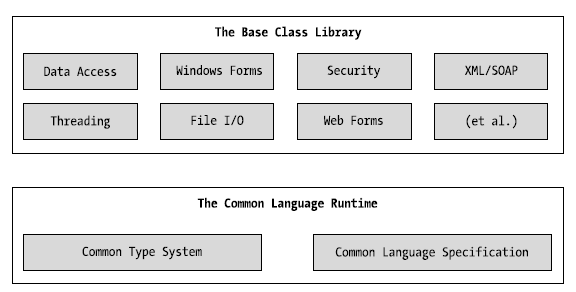 The Base Class Library
Data Access
Windows Forms
Security
XML/SOAP
Threading
File I/O
Web Forms
(et al.)
The Common Language Runtime
Common Type System
Common Language Specification